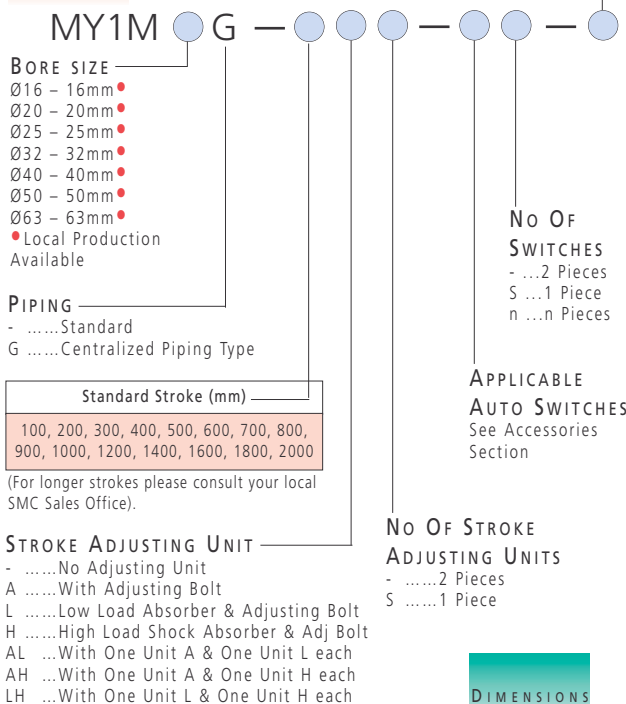 MY1M G – –  –
BORE SIZE
Ø16 – 16mm•
Ø20 – 20mm•
Ø25 – 25mm•
Ø32 – 32mm•
Ø40 – 40mm•
Ø50 – 50mm•
Ø63 – 63mm•
•Local Production
Available
PIPING
- ......Standard
G ......Centralized Piping Type
Standard Stroke (mm)
100, 200, 300, 400, 500, 600, 700, 800,
900, 1000, 1200, 1400, 1600, 1800, 2000
(For longer strokes please consult your local
SMC Sales Office).
STROKE ADJUSTING UNIT
- ......No Adjusting Unit
A ......With Adjusting Bolt
L ......Low Load Absorber & Adjusting Bolt
H ......High Load Shock Absorber & Adj Bolt
AL ...With One Unit A & One Unit L each
AH ...With One Unit A & One Unit H each
LH ...With One Unit L & One Unit H each
NO OF
SWITCHES
- ...2 Pieces
S ...1 Piece
n ...n Pieces
APPLICABLE
AUTO SWITCHES
See Accessories
Section
NO OF STROKE
ADJUSTING UNITS
- ......2 Pieces
S ......1 Piece
DIMENSIONS